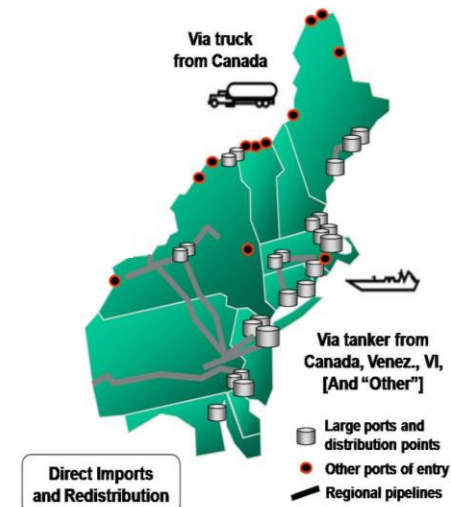 Via truck
from Canada
Via tanker from
Canada, Venez., VI,
[And “Other”]
Large ports and
distribution points
Other ports of entry
Regional pipelines
Direct Imports
and Redistribution